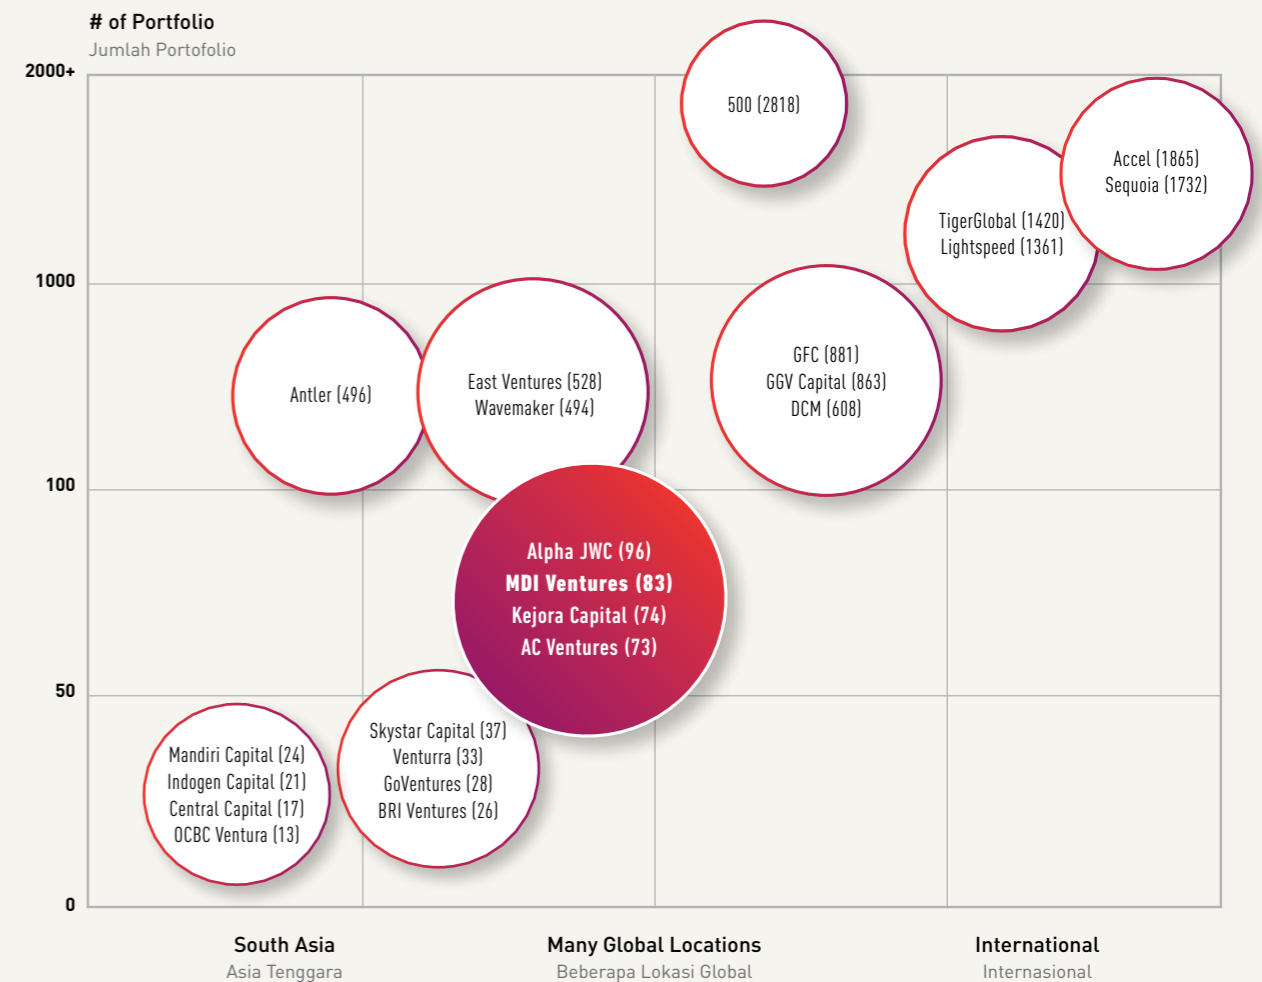 # of Portfolio
Jumlah Portofolio
2000+
500 (2818)
Accel (1865)
Sequoia (1732)
TigerGlobal (1420)
Lightspeed (1361)
1000
GFC (881)
GGV Capital (863)
DCM (608)
Antler (496)
East Ventures (528)
Wavemaker (494)
100
Alpha JWC (96)
MDI Ventures (83)
Kejora Capital (74)
AC Ventures (73)
50
Skystar Capital (37)
Venturra (33)
GoVentures (28)
BRI Ventures (26)
Mandiri Capital (24)
Indogen Capital (21)
Central Capital (17)
OCBC Ventura (13)
0
South Asia
Asia Tenggara
Many Global Locations
Beberapa Lokasi Global
International
Internasional